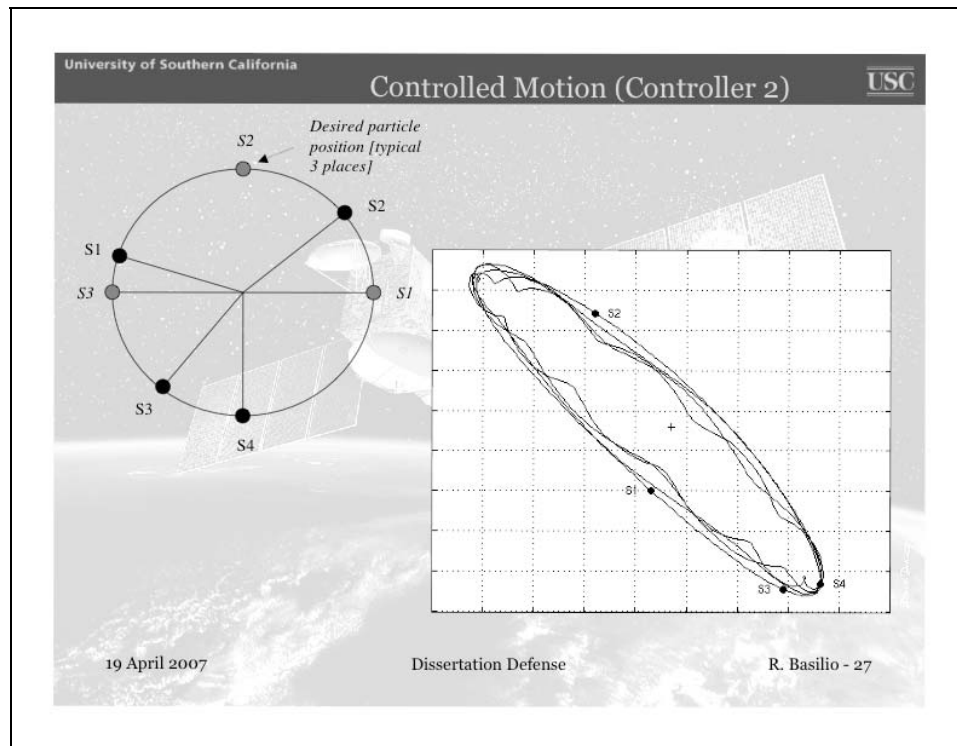 University of Southern California
Controlled Motion (Controller 2)
USC
Desired particle
position [typical
3 places]
S2
S2
S1
S3
S1
S3
S4
S2
S1
S3
S4
19 April 2007
Dissertation Defense
R. Basilio - 27